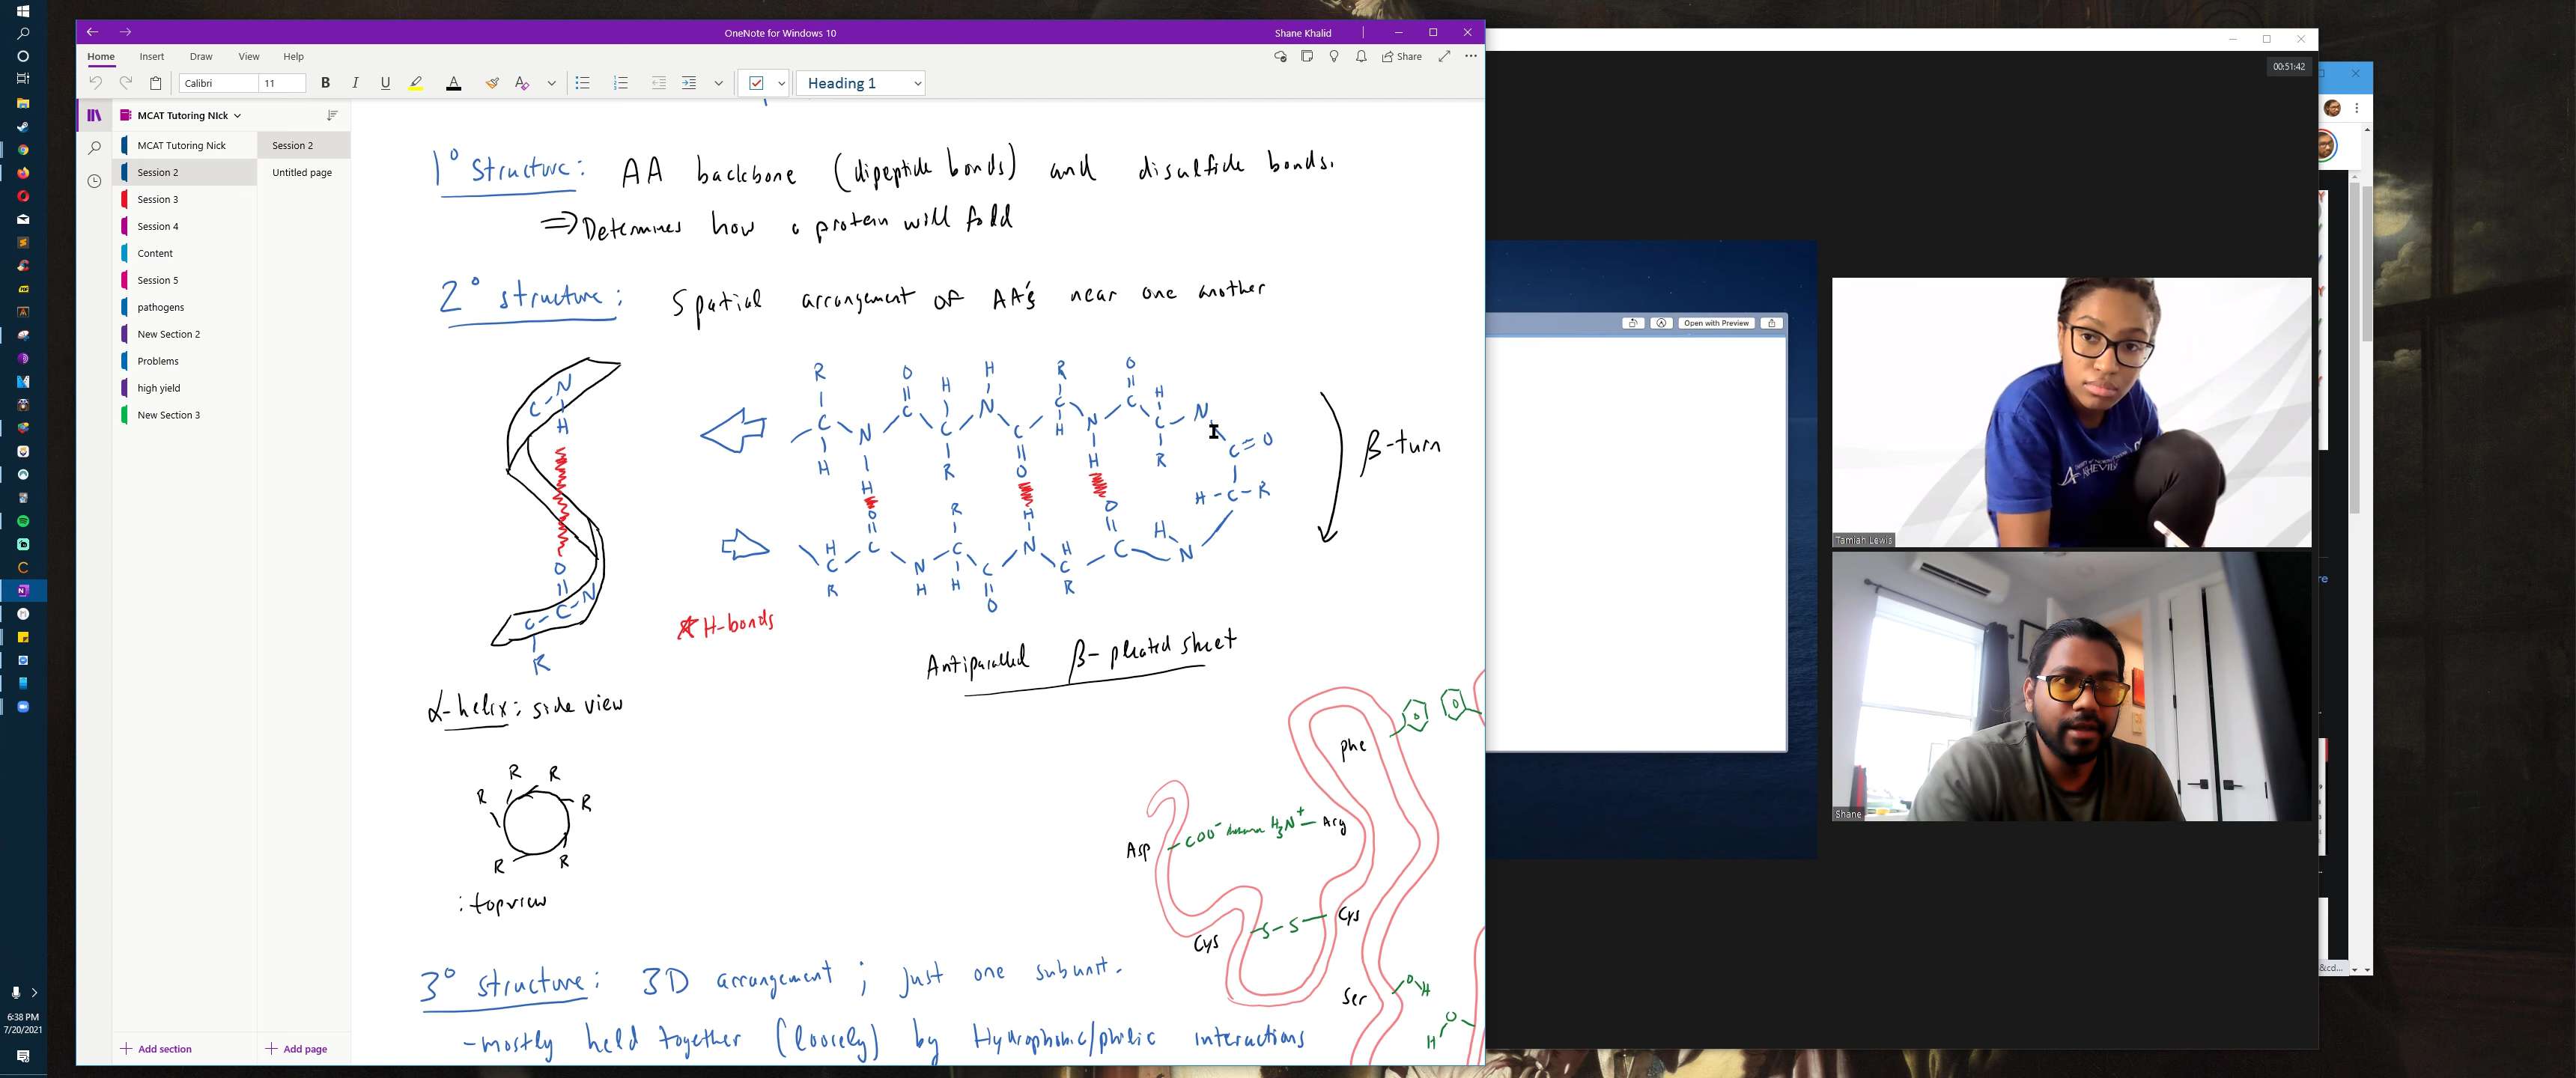 OneNote for Windows 10
Shane Khalid
Home Insert Draw View Help
Share
Calibri 11 B I U A Heading 1
MCAT Tutoring NIck
MCAT Tutoring Nick
Session 2
Session 3
Session 4
Content
Session 5
pathogens
New Section 2
Problems
high yield
New Section 3
Add section
Session 2
Untitled page
Add page
1° Structure: AA backbone (dipeptide bonds) and disulfide bonds.
⇒ Determines how a protein will fold
2° structure: Spatial arrangement of AA's near one another
C-N
H
O
C-N
C
R
R O H H R O H
C N C C N C C N C C N
H R H R
H O H C=O
H-C-R
O R H O H
H C N C N H C N
C N C C C
R H H O R
β-turn
*H-bonds
Antiparallel β-pleated sheet
α-helix: side view
R R
R R
R R
: topview
phe
Asp COO⁻ H₃N⁺ Arg
Cys S-S Cys
Ser OH
H O
3° structure: 3D arrangement; just one subunit.
-mostly held together (loosely) by Hydrophobic/philic interactions
00:51:42
Open with Preview
Tamiah Lewis
Shane
6:38 PM
7/20/2021